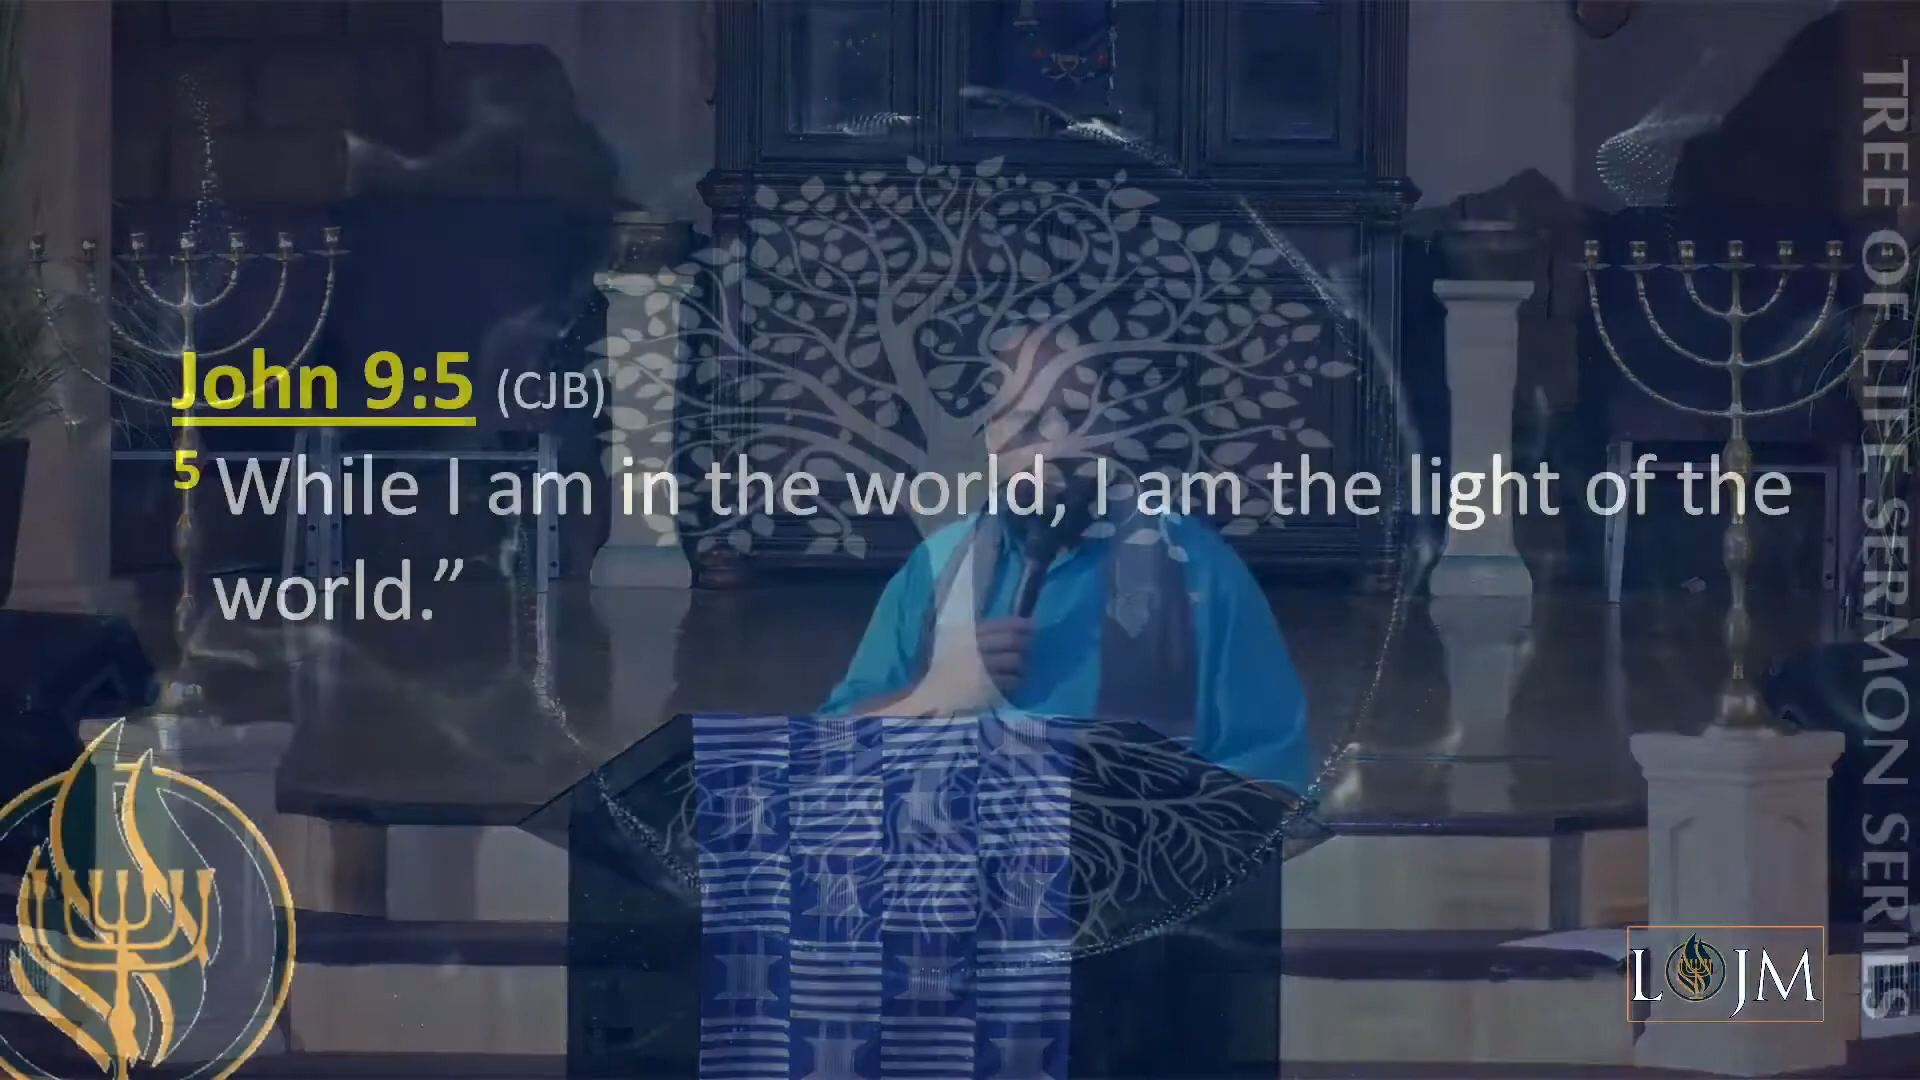 John 9:5 (CJB)
5 While I am in the world, I am the light of the
world.”
TREE OF LIFE SERMON SERIES
LOJM